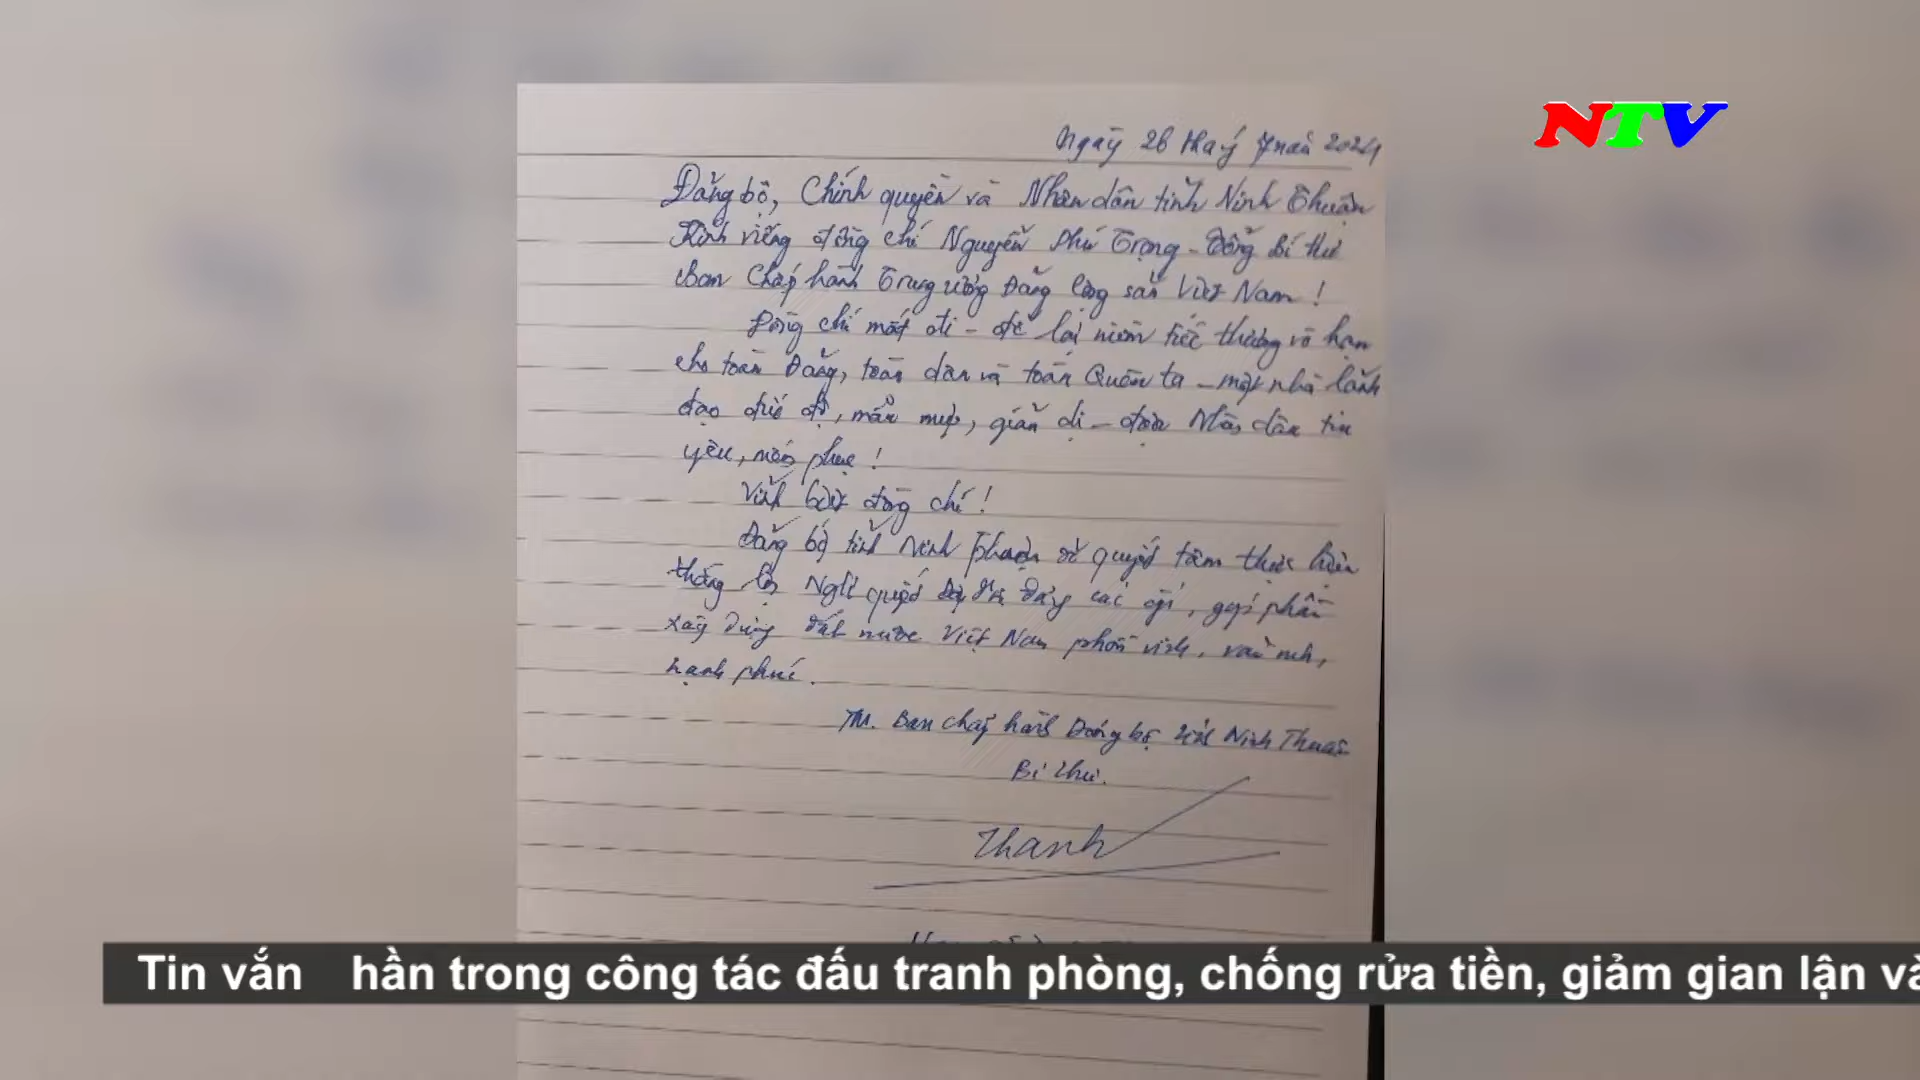 NTV
Ngày 26 tháng 7 năm 2024
Đảng bộ, Chính quyền và Nhân dân tỉnh Ninh Thuận
Kính viếng đồng chí Nguyễn Phú Trọng - Tổng Bí thư
Ban Chấp hành Trung ương Đảng Cộng sản Việt Nam!
Đồng chí mất đi - để lại niềm tiếc thương vô hạn
cho toàn Đảng, toàn dân và toàn Quân ta - một nhà lãnh
đạo đức độ, mẫu mực, giản dị - được Nhân dân tin
yêu, mến phục!
Vĩnh biệt đồng chí!
Đảng bộ tỉnh Ninh Thuận sẽ quyết tâm thực hiện
thắng lợi Nghị quyết Đảng các cấp, góp phần
xây dựng đất nước Việt Nam phồn vinh, văn minh,
hạnh phúc.
TM. Ban chấp hành Đảng bộ tỉnh Ninh Thuận
Bí thư.
Thanh
Tin vắn hần trong công tác đấu tranh phòng, chống rửa tiền, giảm gian lận và